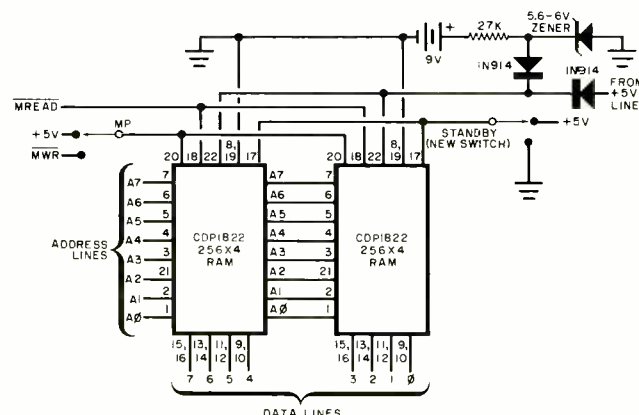 5.6-6V
ZENER
27K
+
9V
1N914
1N914
FROM
+5V
LINE
MREAD
+5V
MP
MWR
STANDBY
(NEW SWITCH)
+5V
20 18 22 8, 19 17
20 18 22 8, 19 17
A7 7 A7 7
A6 6 A6 6
A5 5 A5 5
A4 4 A4 4
A3 3 A3 3
A2 21 A2 21
A1 2 A1 2
AØ 1 AØ 1
ADDRESS
LINES
CDP1822
256X4
RAM
CDP1822
256X4
RAM
15, 13, 11, 9,
16 14 12 10
7 6 5 4
15, 13, 11, 9,
16 14 12 10
3 2 1 Ø
DATA LINES